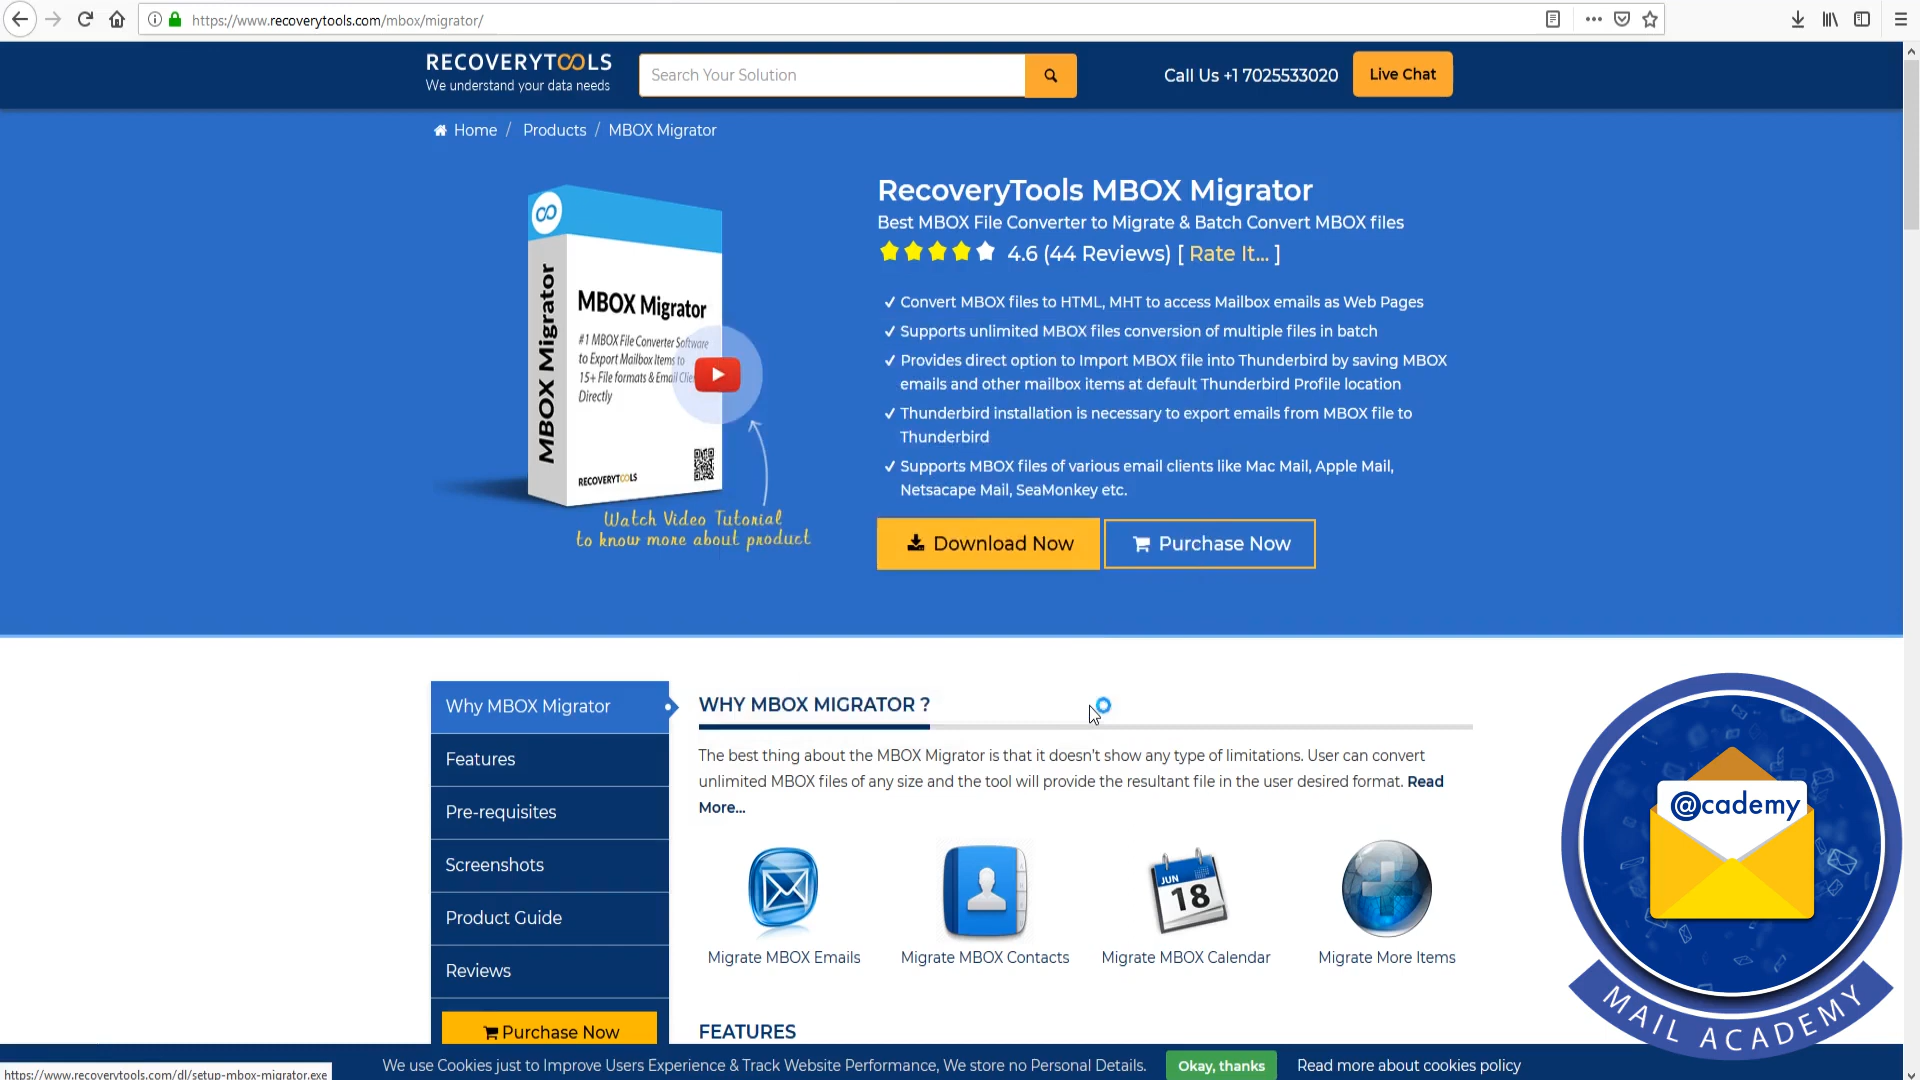 https://www.recoverytools.com/mbox/migrator/
RECOVERYTOOLS
We understand your data needs
Search Your Solution
Call Us +1 7025533020
Live Chat
Home / Products / MBOX Migrator
MBOX Migrator
MBOX Migrator
#1 MBOX File Converter Software
to Export Mailbox Items to
15+ File formats & Email
Directly
RECOVERYTOOLS
Watch Video Tutorial
to know more about product
RecoveryTools MBOX Migrator
Best MBOX File Converter to Migrate & Batch Convert MBOX files
4.6 (44 Reviews) [ Rate It... ]
✓ Convert MBOX files to HTML, MHT to access Mailbox emails as Web Pages
✓ Supports unlimited MBOX files conversion of multiple files in batch
✓ Provides direct option to Import MBOX file into Thunderbird by saving MBOX
emails and other mailbox items at default Thunderbird Profile location
✓ Thunderbird installation is necessary to export emails from MBOX file to
Thunderbird
✓ Supports MBOX files of various email clients like Mac Mail, Apple Mail,
Netsacape Mail, SeaMonkey etc.
Download Now
Purchase Now
Why MBOX Migrator
Features
Pre-requisites
Screenshots
Product Guide
Reviews
Purchase Now
WHY MBOX MIGRATOR ?
The best thing about the MBOX Migrator is that it doesn't show any type of limitations. User can convert
unlimited MBOX files of any size and the tool will provide the resultant file in the user desired format. Read
More...
JUN
18
Migrate MBOX Emails
Migrate MBOX Contacts
Migrate MBOX Calendar
Migrate More Items
FEATURES
@cademy
MAIL ACADEMY
We use Cookies just to Improve Users Experience & Track Website Performance, We store no Personal Details.
Okay, thanks
Read more about cookies policy
https://www.recoverytools.com/dl/setup-mbox-migrator.exe